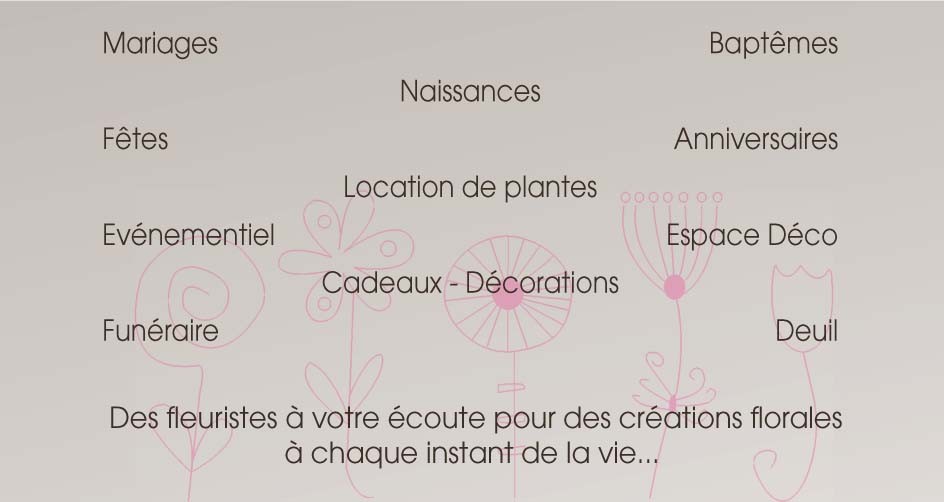 Mariages
Baptêmes
Naissances
Fêtes
Anniversaires
Location de plantes
Evénementiel
Espace Déco
Cadeaux - Décorations
Funéraire
Deuil
Des fleuristes à votre écoute pour des créations florales
à chaque instant de la vie...